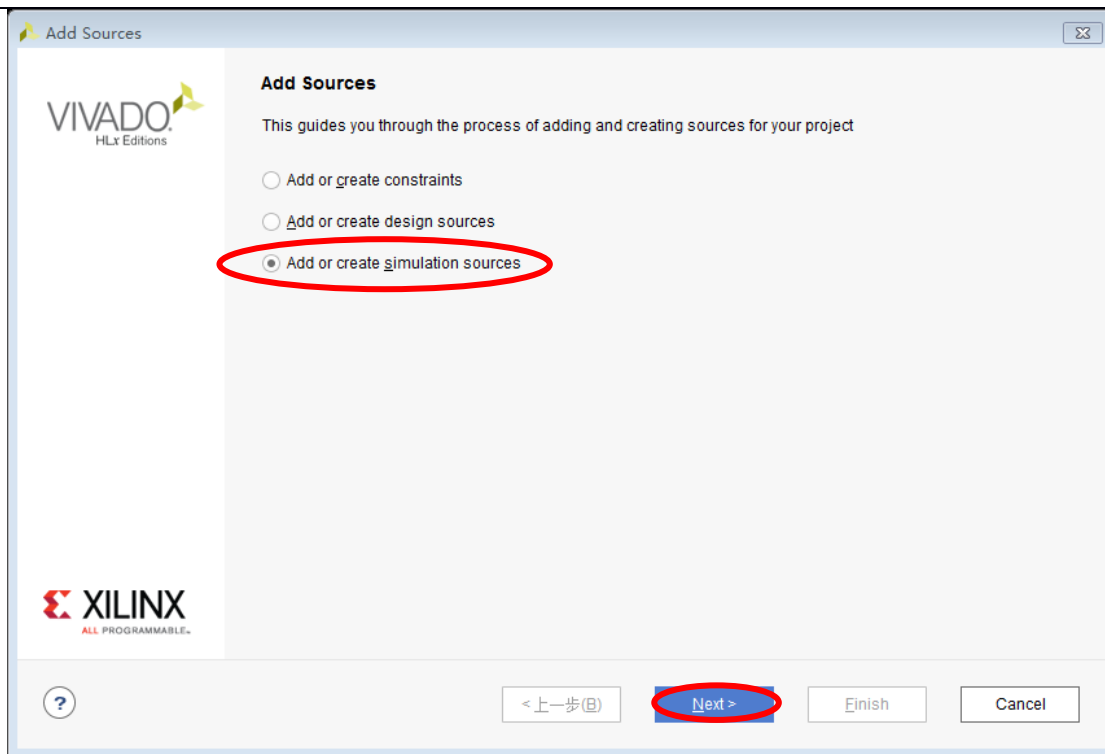 Add Sources
VIVADO.
HLx Editions
Add Sources
This guides you through the process of adding and creating sources for your project
Add or create constraints
Add or create design sources
Add or create simulation sources
XILINX
ALL PROGRAMMABLE.
?
<上一步(B)
Next >
Finish
Cancel